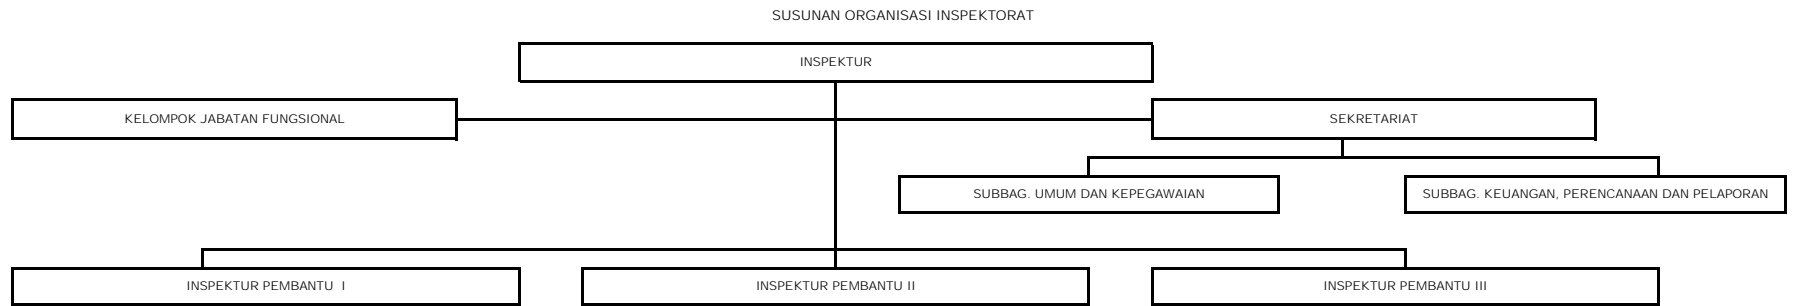 SUSUNAN ORGANISASI INSPEKTORAT
INSPEKTUR
KELOMPOK JABATAN FUNGSIONAL
SEKRETARIAT
SUBBAG. UMUM DAN KEPEGAWAIAN
SUBBAG. KEUANGAN, PERENCANAAN DAN PELAPORAN
INSPEKTUR PEMBANTU I
INSPEKTUR PEMBANTU II
INSPEKTUR PEMBANTU III